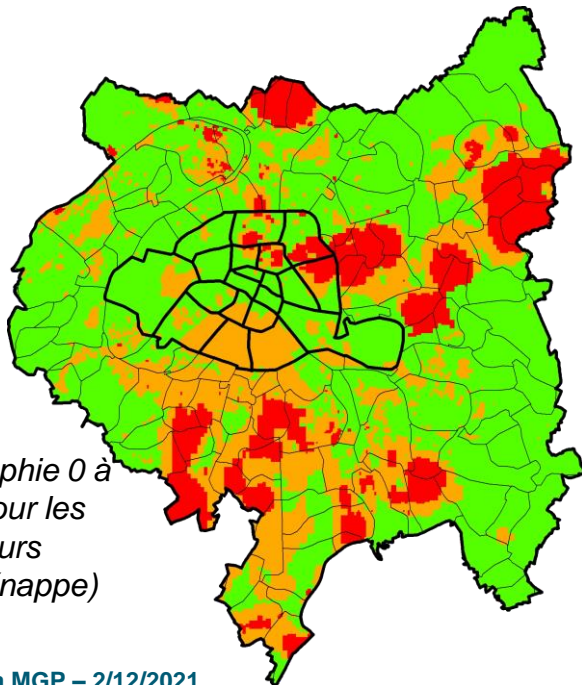 phie 0 à
our les
urs
nappe)
MGP – 2/12/2021